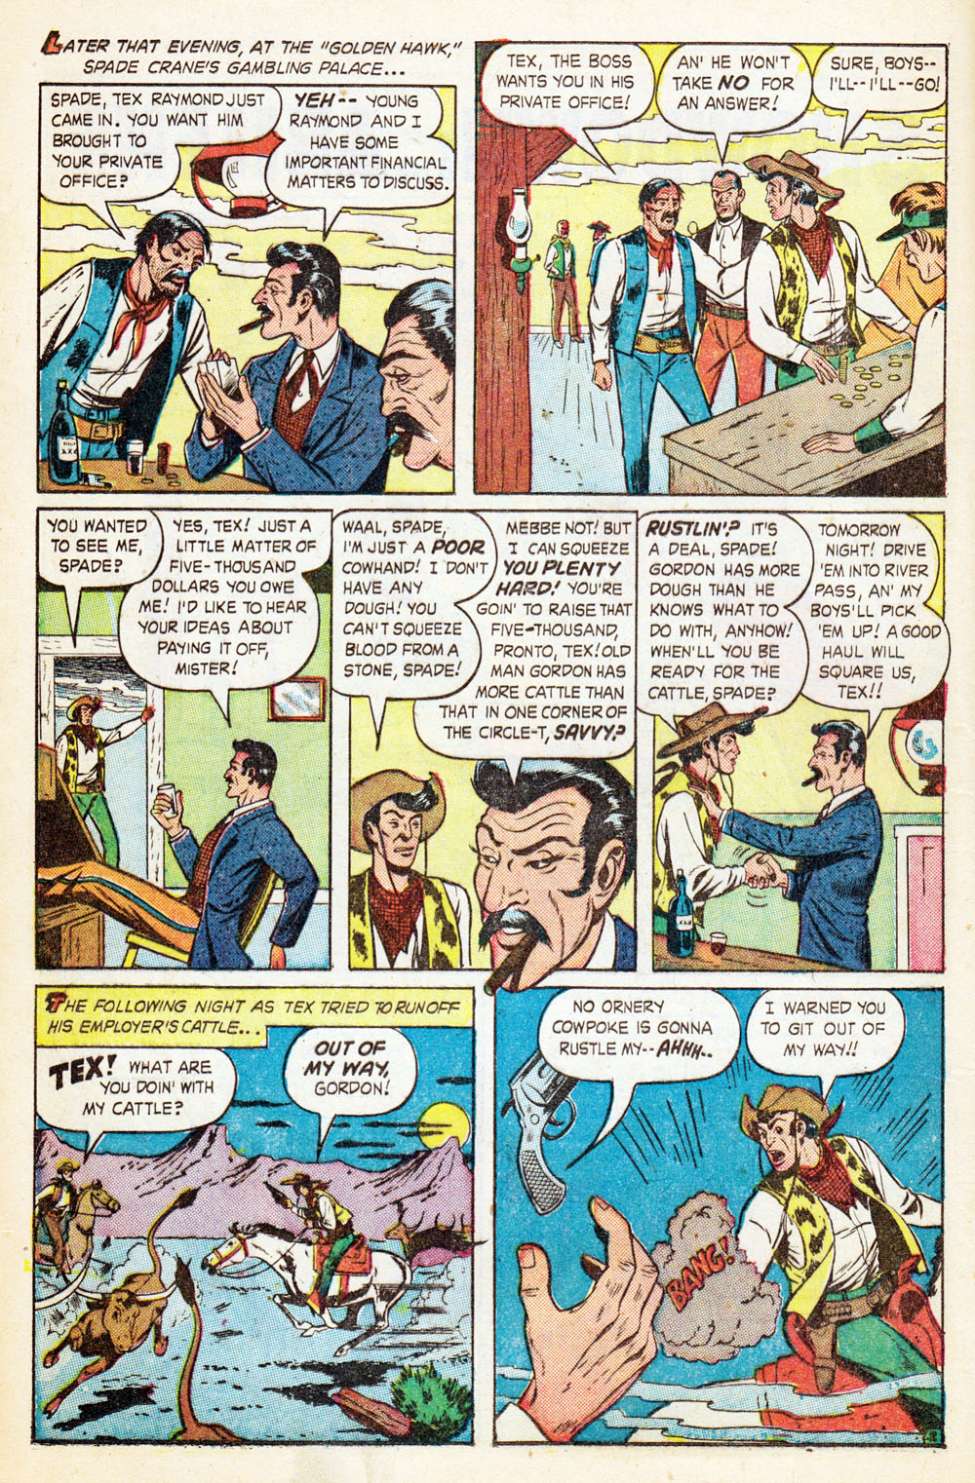 LATER THAT EVENING, AT THE "GOLDEN HAWK,"
SPADE CRANE'S GAMBLING PALACE...
SPADE, TEX RAYMOND JUST
CAME IN. YOU WANT HIM
BROUGHT TO
YOUR PRIVATE
OFFICE?
YEH-- YOUNG
RAYMOND AND I
HAVE SOME
IMPORTANT FINANCIAL
MATTERS TO DISCUSS.
TEX, THE BOSS
WANTS YOU IN HIS
PRIVATE OFFICE!
AN' HE WON'T
TAKE NO FOR
AN ANSWER!
SURE, BOYS--
I'LL--I'LL--GO!
YOU WANTED
TO SEE ME,
SPADE?
YES, TEX! JUST A
LITTLE MATTER OF
FIVE-THOUSAND
DOLLARS YOU OWE
ME! I'D LIKE TO HEAR
YOUR IDEAS ABOUT
PAYING IT OFF,
MISTER!
WAAL, SPADE,
I'M JUST A POOR
COWHAND! I DON'T
HAVE ANY
DOUGH! YOU
CAN'T SQUEEZE
BLOOD FROM A
STONE, SPADE!
MEBBE NOT! BUT
I CAN SQUEEZE
YOU PLENTY
HARD! YOU'RE
GOIN' TO RAISE THAT
FIVE-THOUSAND,
PRONTO, TEX! OLD
MAN GORDON HAS
MORE CATTLE THAN
THAT IN ONE CORNER OF
THE CIRCLE-T, SAVVY?
RUSTLIN'? IT'S
A DEAL, SPADE!
GORDON HAS MORE
DOUGH THAN HE
KNOWS WHAT TO
DO WITH, ANYHOW!
WHEN'LL YOU BE
READY FOR THE
CATTLE, SPADE?
TOMORROW
NIGHT! DRIVE
'EM INTO RIVER
PASS, AN' MY
BOYS'LL PICK
'EM UP! A GOOD
HAUL WILL
SQUARE US,
TEX!!
XXX
THE FOLLOWING NIGHT AS TEX TRIED TO RUN OFF
HIS EMPLOYER'S CATTLE...
TEX! WHAT ARE
YOU DOIN' WITH
MY CATTLE?
OUT OF
MY WAY,
GORDON!
NO ORNERY
COWPOKE IS GONNA
RUSTLE MY--AHHH..
I WARNED YOU
TO GIT OUT OF
MY WAY!!
BANG!